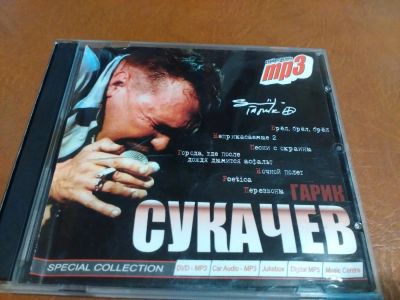 mp3
Гарик
Брел, брел, брел
Неприкасаемые 2
Песни с окраины
Города, где после
дождя дымится асфальт
Ночной полет
Poetica
Перезвоны
ГАРИК
СУКАЧЕВ
SPECIAL COLLECTION
DVD - MP3
Car Audio - MP3
Jukebox
Digital MP3
Music Centre